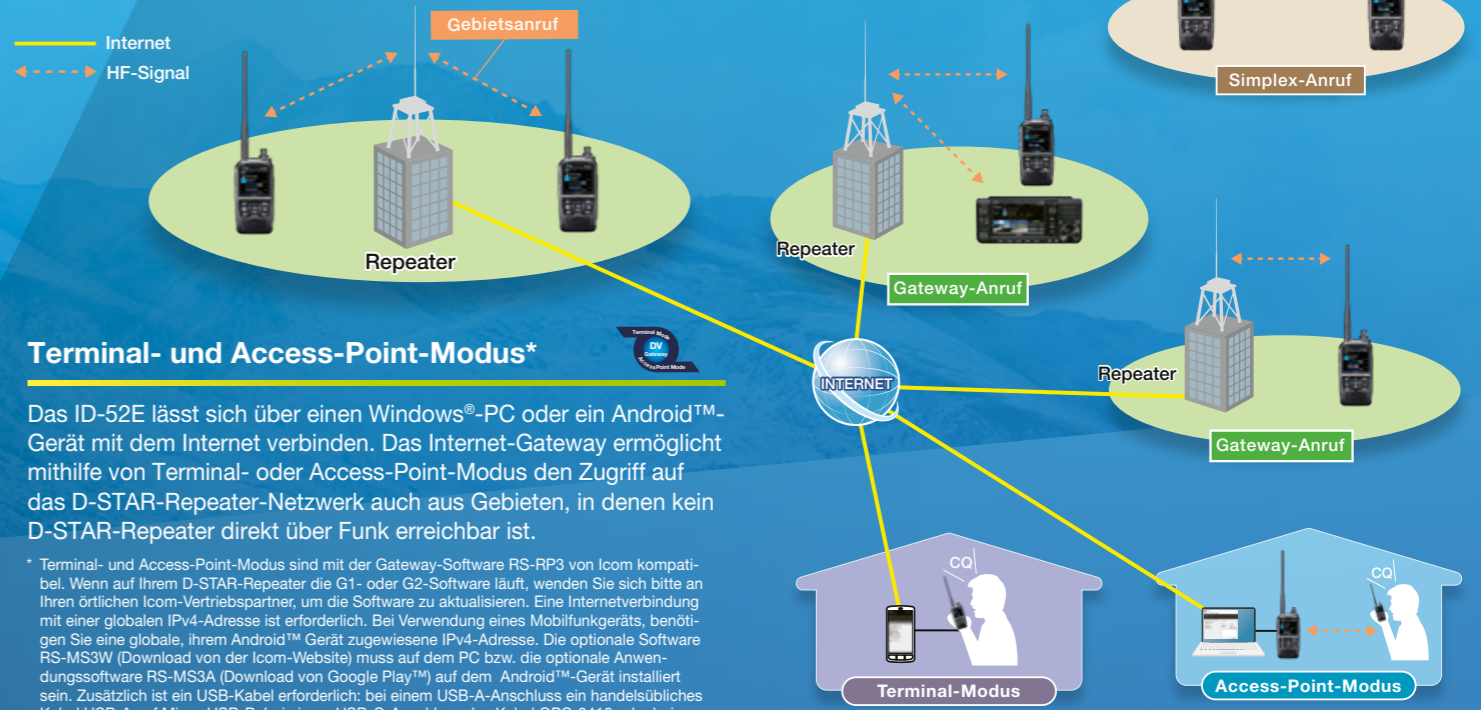 Internet
HF-Signal
Gebietsanruf
Repeater
Repeater
Gateway-Anruf
Simplex-Anruf
Repeater
Gateway-Anruf
INTERNET
Terminal- und Access-Point-Modus*
Terminal Mode
DV
Gateway
Access Point Mode
Das ID-52E lässt sich über einen Windows®-PC oder ein Android™-
Gerät mit dem Internet verbinden. Das Internet-Gateway ermöglicht
mithilfe von Terminal- oder Access-Point-Modus den Zugriff auf
das D-STAR-Repeater-Netzwerk auch aus Gebieten, in denen kein
D-STAR-Repeater direkt über Funk erreichbar ist.
* Terminal- und Access-Point-Modus sind mit der Gateway-Software RS-RP3 von Icom kompati-
bel. Wenn auf Ihrem D-STAR-Repeater die G1- oder G2-Software läuft, wenden Sie sich bitte an
Ihren örtlichen Icom-Vertriebspartner, um die Software zu aktualisieren. Eine Internetverbindung
mit einer globalen IPv4-Adresse ist erforderlich. Bei Verwendung eines Mobilfunkgeräts, benöti-
gen Sie eine globale, ihrem Android™ Gerät zugewiesene IPv4-Adresse. Die optionale Software
RS-MS3W (Download von der Icom-Website) muss auf dem PC bzw. die optionale Anwen-
dungssoftware RS-MS3A (Download von Google Play™) auf dem Android™-Gerät installiert
sein. Zusätzlich ist ein USB-Kabel erforderlich: bei einem USB-A-Anschluss ein handelsübliches
CQ
Terminal-Modus
CQ
Access-Point-Modus